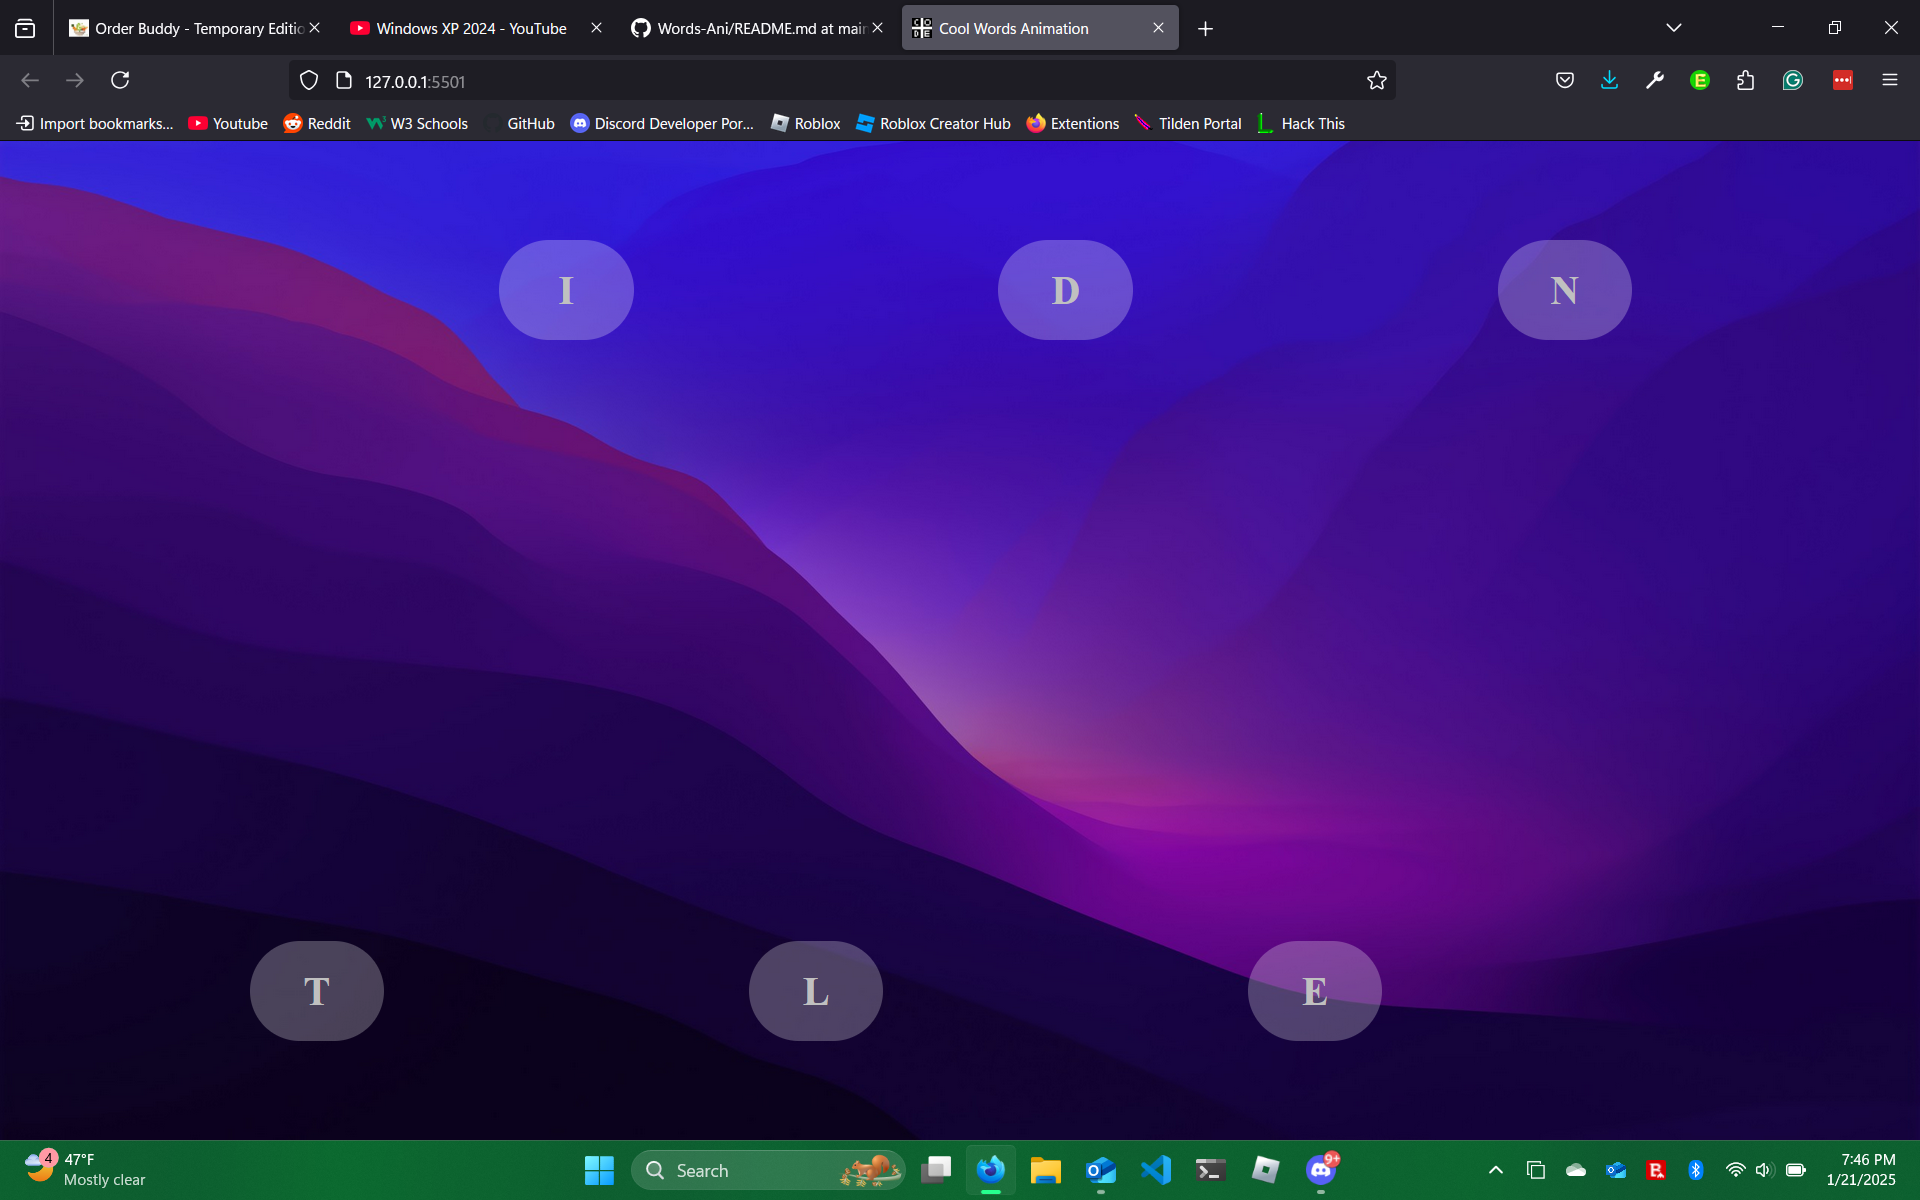 Order Buddy - Temporary Editio
Windows XP 2024 - YouTube
Words-Ani/README.md at main
Cool Words Animation
127.0.0.1:5501
Import bookmarks... Youtube Reddit W3 Schools GitHub Discord Developer Por... Roblox Roblox Creator Hub Extentions Tilden Portal Hack This
I D N
T L E
4
47°F
Mostly clear
Search
9+
7:46 PM
1/21/2025